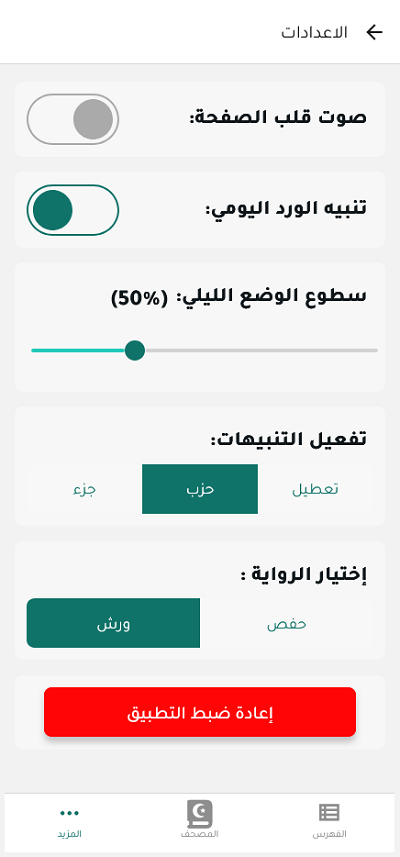 الاعدادات
صوت قلب الصفحة:
تنبيه الورد اليومي:
سطوع الوضع الليلي: (50%)
تفعيل التنبيهات:
تعطيل حزب جزء
إختيار الرواية :
حفص ورش
إعادة ضبط التطبيق
الفهرس المصحف المزيد